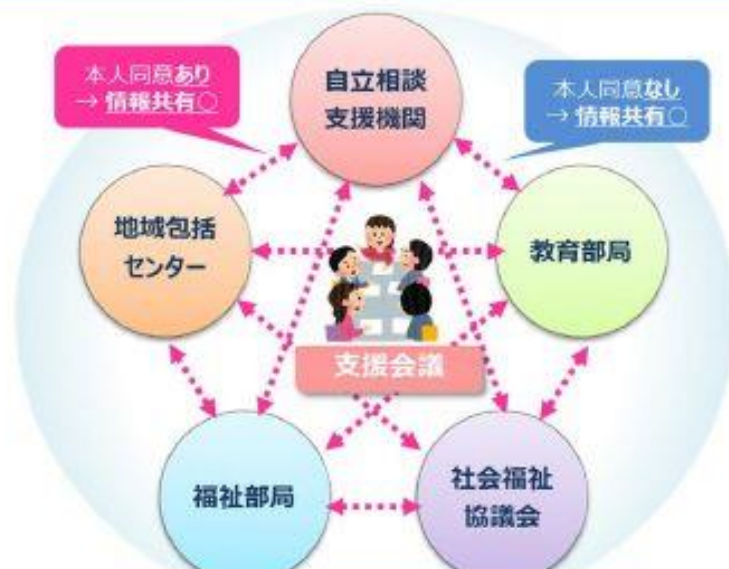 本人同意あり
→ 情報共有○
自立相談
支援機関
本人同意なし
→ 情報共有○
地域包括
センター
教育部局
支援会議
福祉部局
社会福祉
協議会